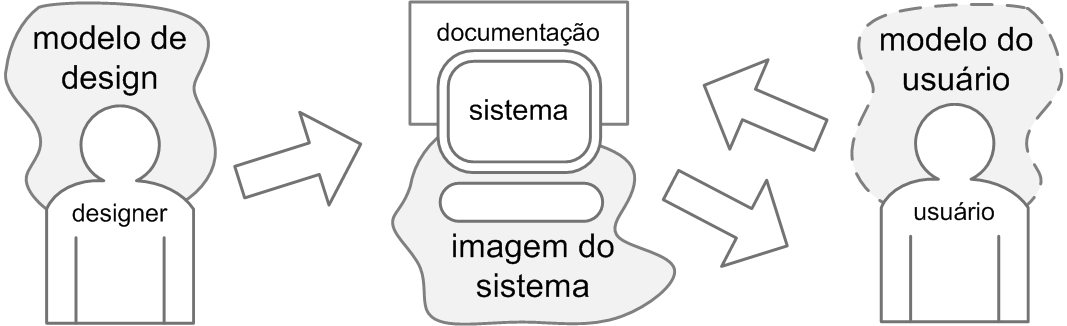 modelo de
design
designer
documentação
sistema
imagem do
sistema
modelo do
usuário
usuário